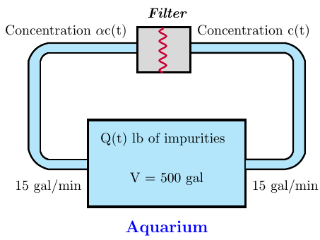 Filter
Concentration αc(t)
Concentration c(t)
Q(t) lb of impurities
V = 500 gal
15 gal/min
15 gal/min
Aquarium